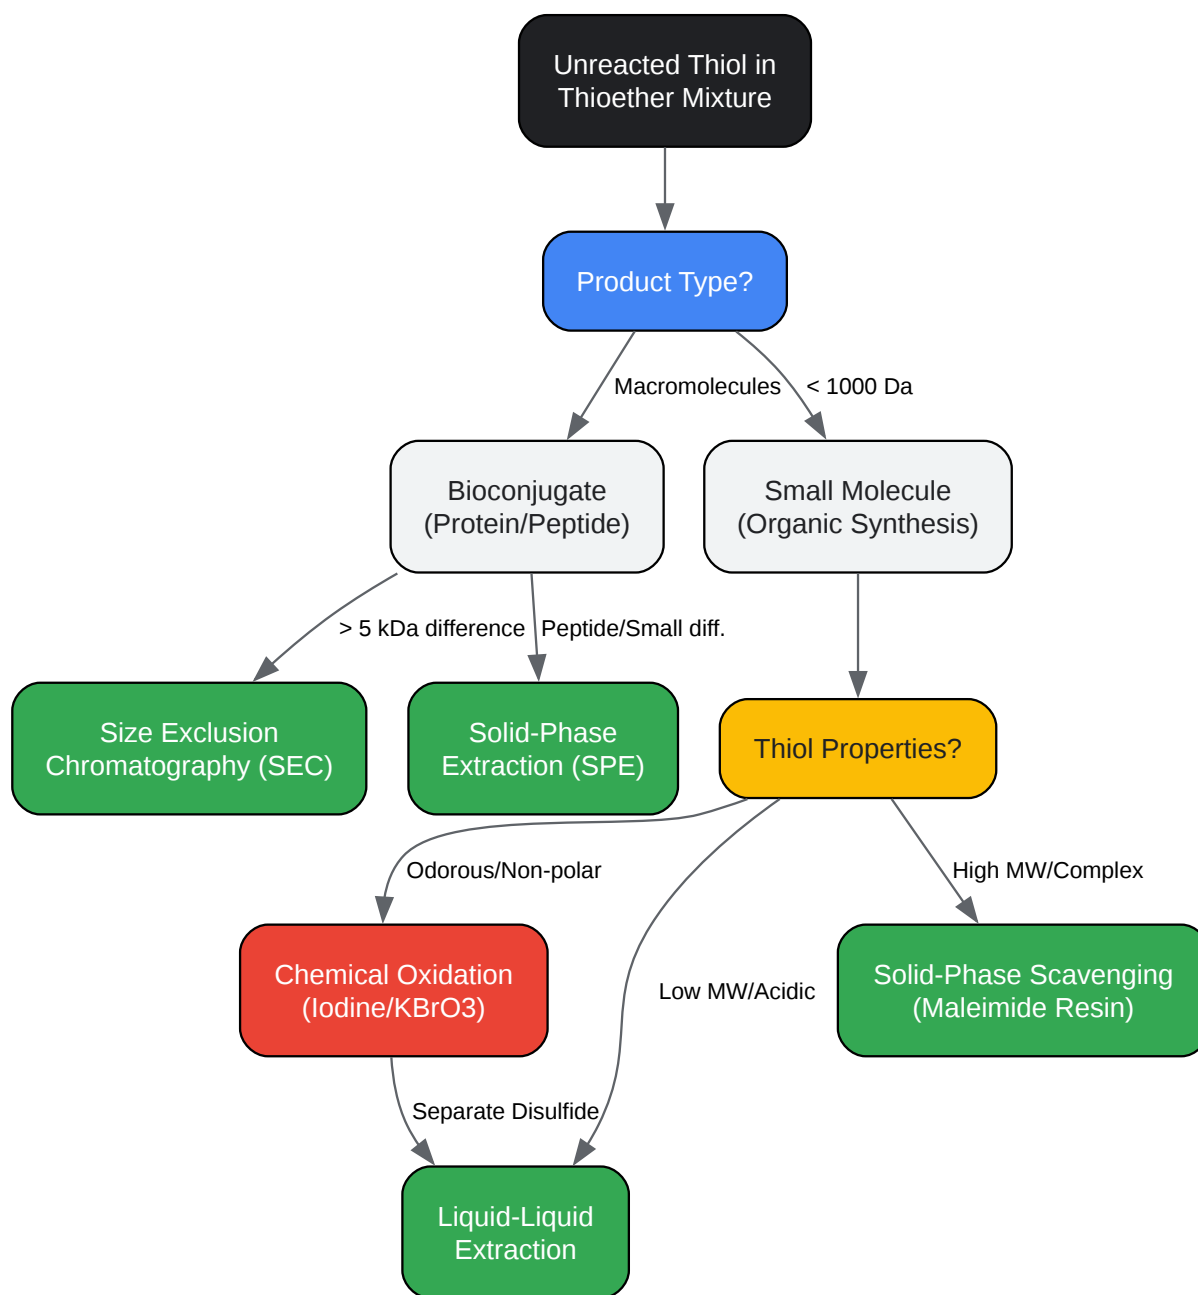 Unreacted Thiol in
Thioether Mixture
Product Type?
Macromolecules
< 1000 Da
Bioconjugate
(Protein/Peptide)
Small Molecule
(Organic Synthesis)
> 5 kDa difference
Peptide/Small diff.
Size Exclusion
Chromatography (SEC)
Solid-Phase
Extraction (SPE)
Thiol Properties?
Odorous/Non-polar
High MW/Complex
Chemical Oxidation
(Iodine/KBrO3)
Low MW/Acidic
Solid-Phase Scavenging
(Maleimide Resin)
Separate Disulfide
Liquid-Liquid
Extraction